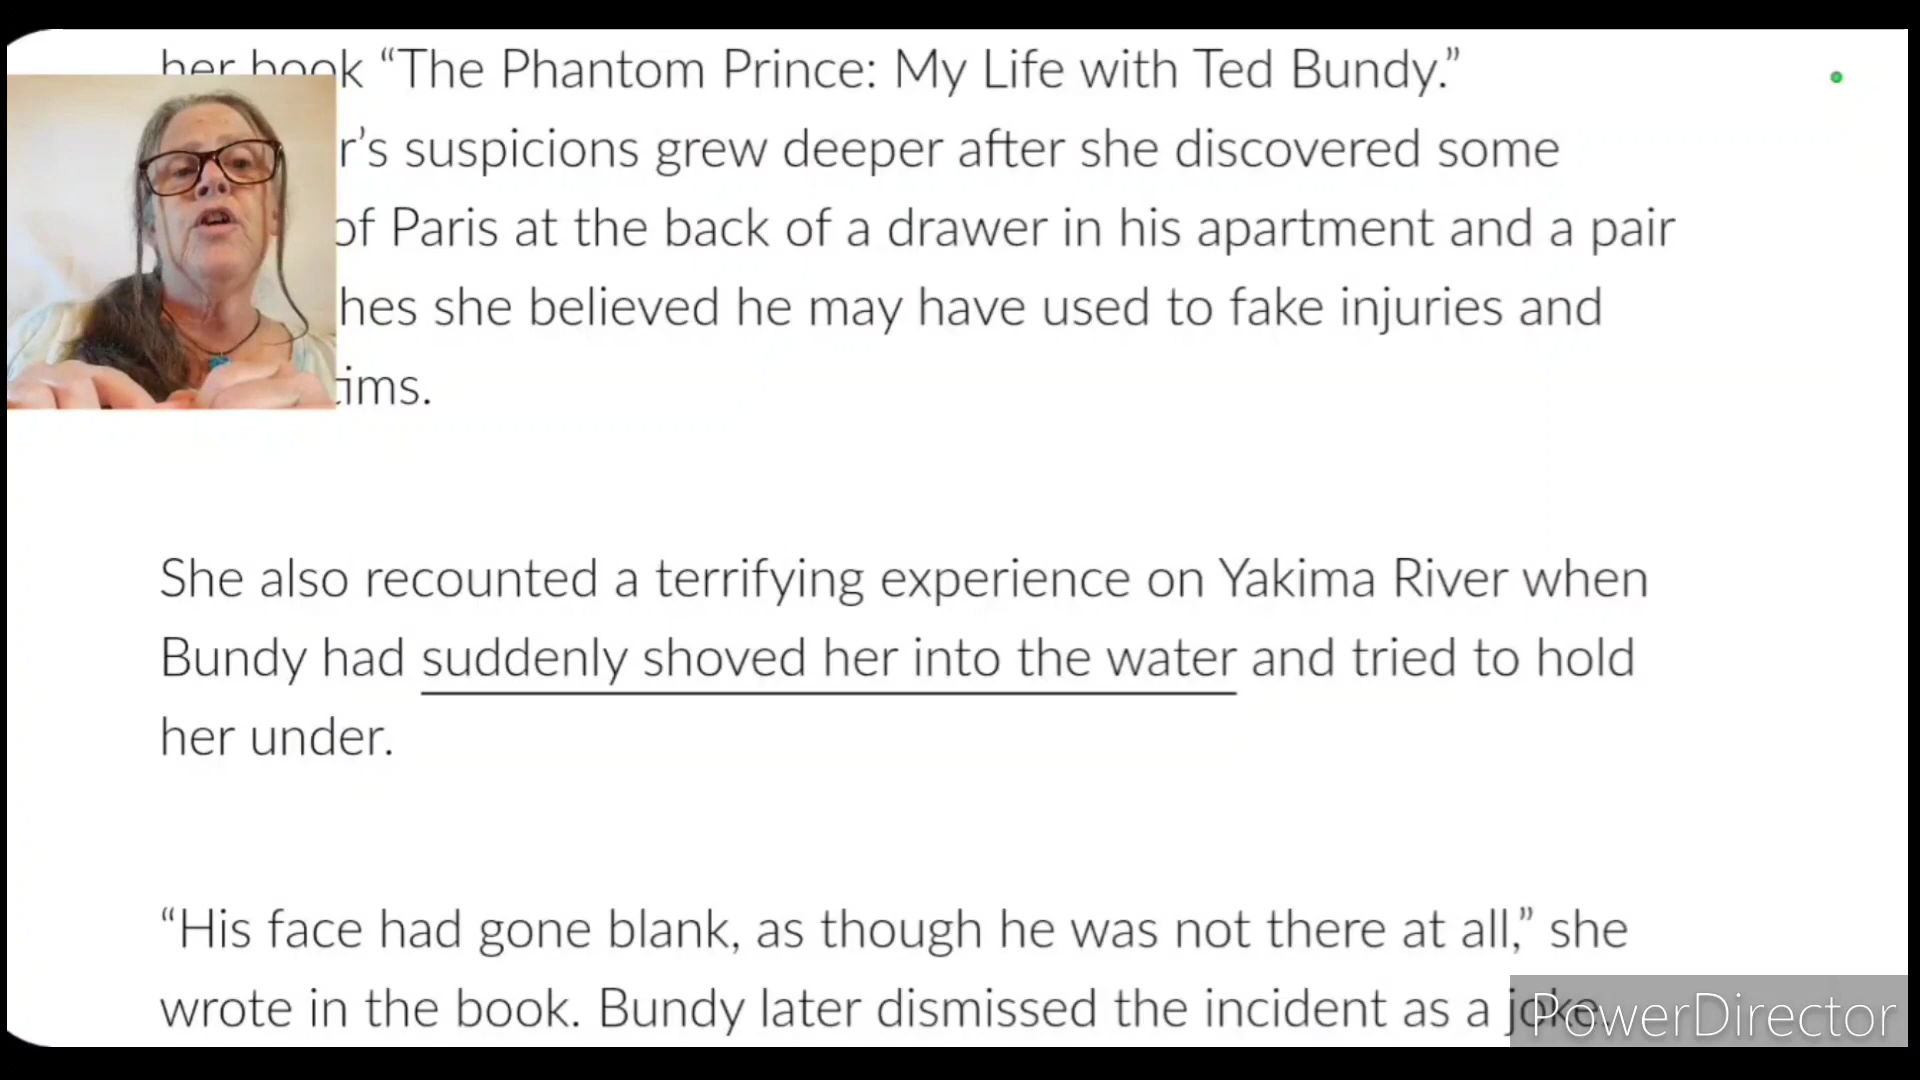 her book “The Phantom Prince: My Life with Ted Bundy.”
r’s suspicions grew deeper after she discovered some
of Paris at the back of a drawer in his apartment and a pair
hes she believed he may have used to fake injuries and
tims.
She also recounted a terrifying experience on Yakima River when
Bundy had suddenly shoved her into the water and tried to hold
her under.
“His face had gone blank, as though he was not there at all,” she
wrote in the book. Bundy later dismissed the incident as a joke.
PowerDirector